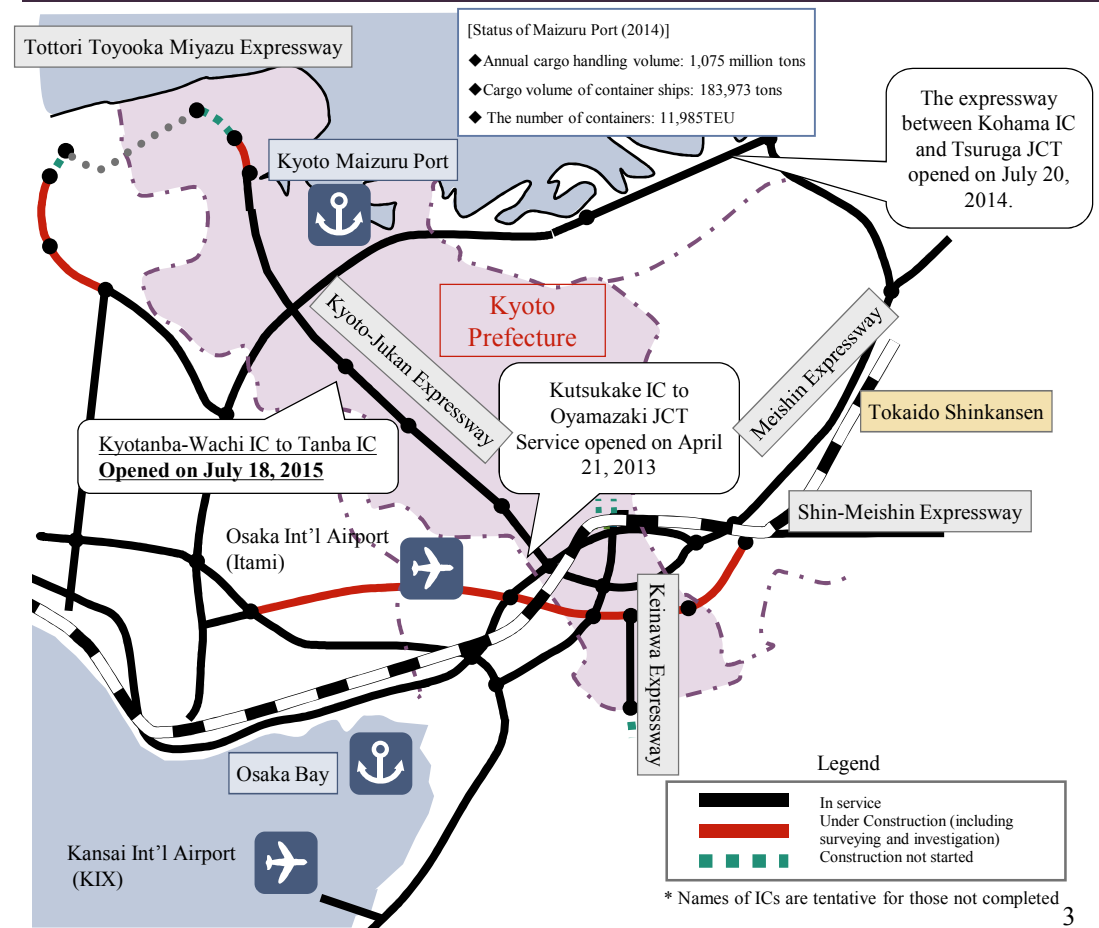 Tottori Toyooka Miyazu Expressway
[Status of Maizuru Port (2014)]
◆Annual cargo handling volume: 1,075 million tons
◆Cargo volume of container ships: 183,973 tons
◆ The number of containers: 11,985TEU
The expressway
between Kohama IC
and Tsuruga JCT
opened on July 20,
2014.
Kyoto Maizuru Port
Kyoto
Prefecture
Kyoto-Jukan Expressway
Meishin Expressway
Kutsukake IC to
Oyamazaki JCT
Service opened on April
21, 2013
Tokaido Shinkansen
Kyotanba-Wachi IC to Tanba IC
Opened on July 18, 2015
Shin-Meishin Expressway
Osaka Int’l Airport
(Itami)
Keinawa Expressway
Osaka Bay
Kansai Int’l Airport
(KIX)
Legend
In service
Under Construction (including
surveying and investigation)
Construction not started
* Names of ICs are tentative for those not completed
3